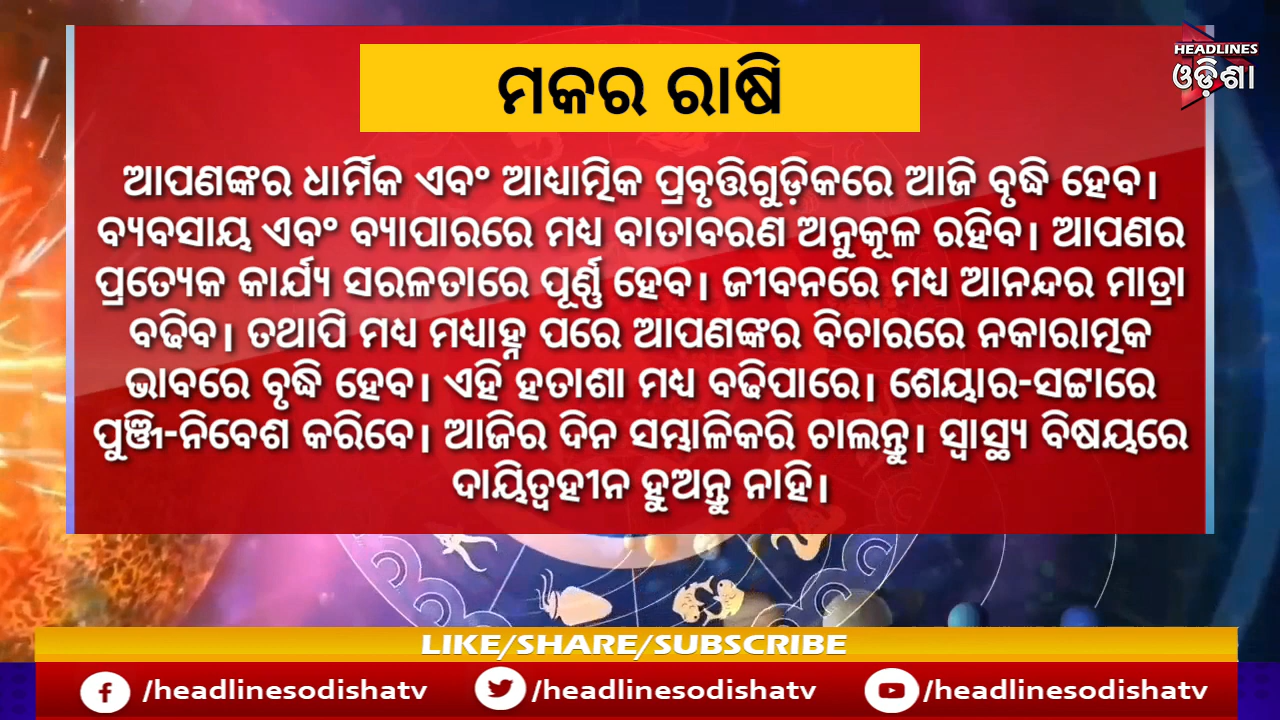 HEADLINES
ଓଡ଼ିଶା
ମକର ରାଷି
ଆପଣଙ୍କର ଧାର୍ମିକ ଏବଂ ଆଧ୍ୟାତ୍ମିକ ପ୍ରବୃତ୍ତିଗୁଡ଼ିକରେ ଆଜି ବୃଦ୍ଧି ହେବ।
ବ୍ୟବସାୟ ଏବଂ ବ୍ୟାପାରରେ ମଧ୍ୟ ବାତାବରଣ ଅନୁକୂଳ ରହିବ। ଆପଣର
ପ୍ରତ୍ୟେକ କାର୍ଯ୍ୟ ସରଳତାରେ ପୂର୍ଣ୍ଣ ହେବ। ଜୀବନରେ ମଧ୍ୟ ଆନନ୍ଦର ମାତ୍ରା
ବଢିବ। ତଥାପି ମଧ୍ୟ ମଧ୍ୟାହ୍ନ ପରେ ଆପଣଙ୍କର ବିଚାରରେ ନକାରାତ୍ମକ
ଭାବରେ ବୃଦ୍ଧି ହେବ। ଏହି ହତାଶା ମଧ୍ୟ ବଢିପାରେ। ଶେୟାର-ସଟ୍ଟାରେ
ପୁଞ୍ଜି-ନିବେଶ କରିବେ। ଆଜିର ଦିନ ସମ୍ଭାଳିକରି ଚାଲନ୍ତୁ। ସ୍ୱାସ୍ଥ୍ୟ ବିଷୟରେ
ଦାୟିତ୍ୱହୀନ ହୁଅନ୍ତୁ ନାହି।
LIKE/SHARE/SUBSCRIBE
/headlinesodishatv /headlinesodishatv /headlinesodishatv